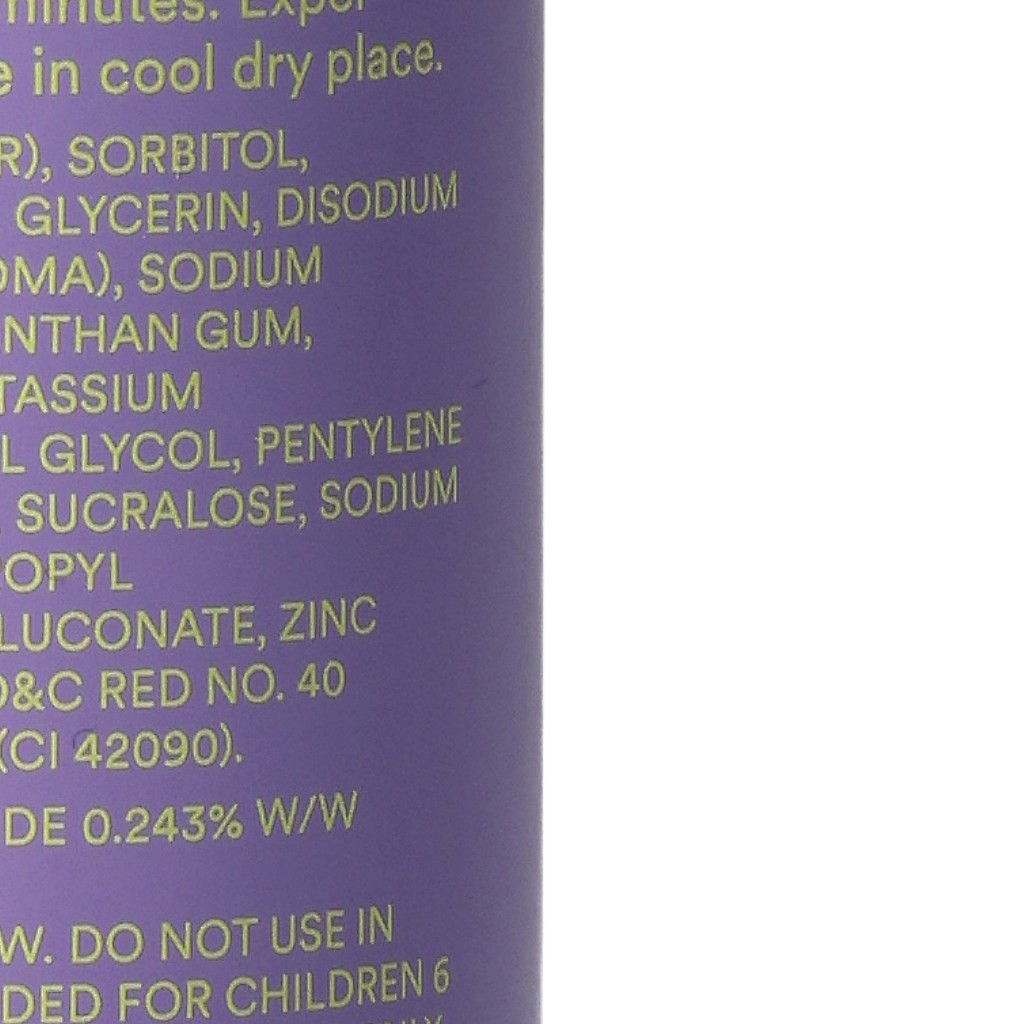 minutes. Exper
e in cool dry place.
R), SORBITOL,
GLYCERIN, DISODIUM
OMA), SODIUM
NTHAN GUM,
TASSIUM
L GLYCOL, PENTYLENE
SUCRALOSE, SODIUM
OPYL
LUCONATE, ZINC
D&C RED NO. 40
(CI 42090).
DE 0.243% W/W
W. DO NOT USE IN
DED FOR CHILDREN 6